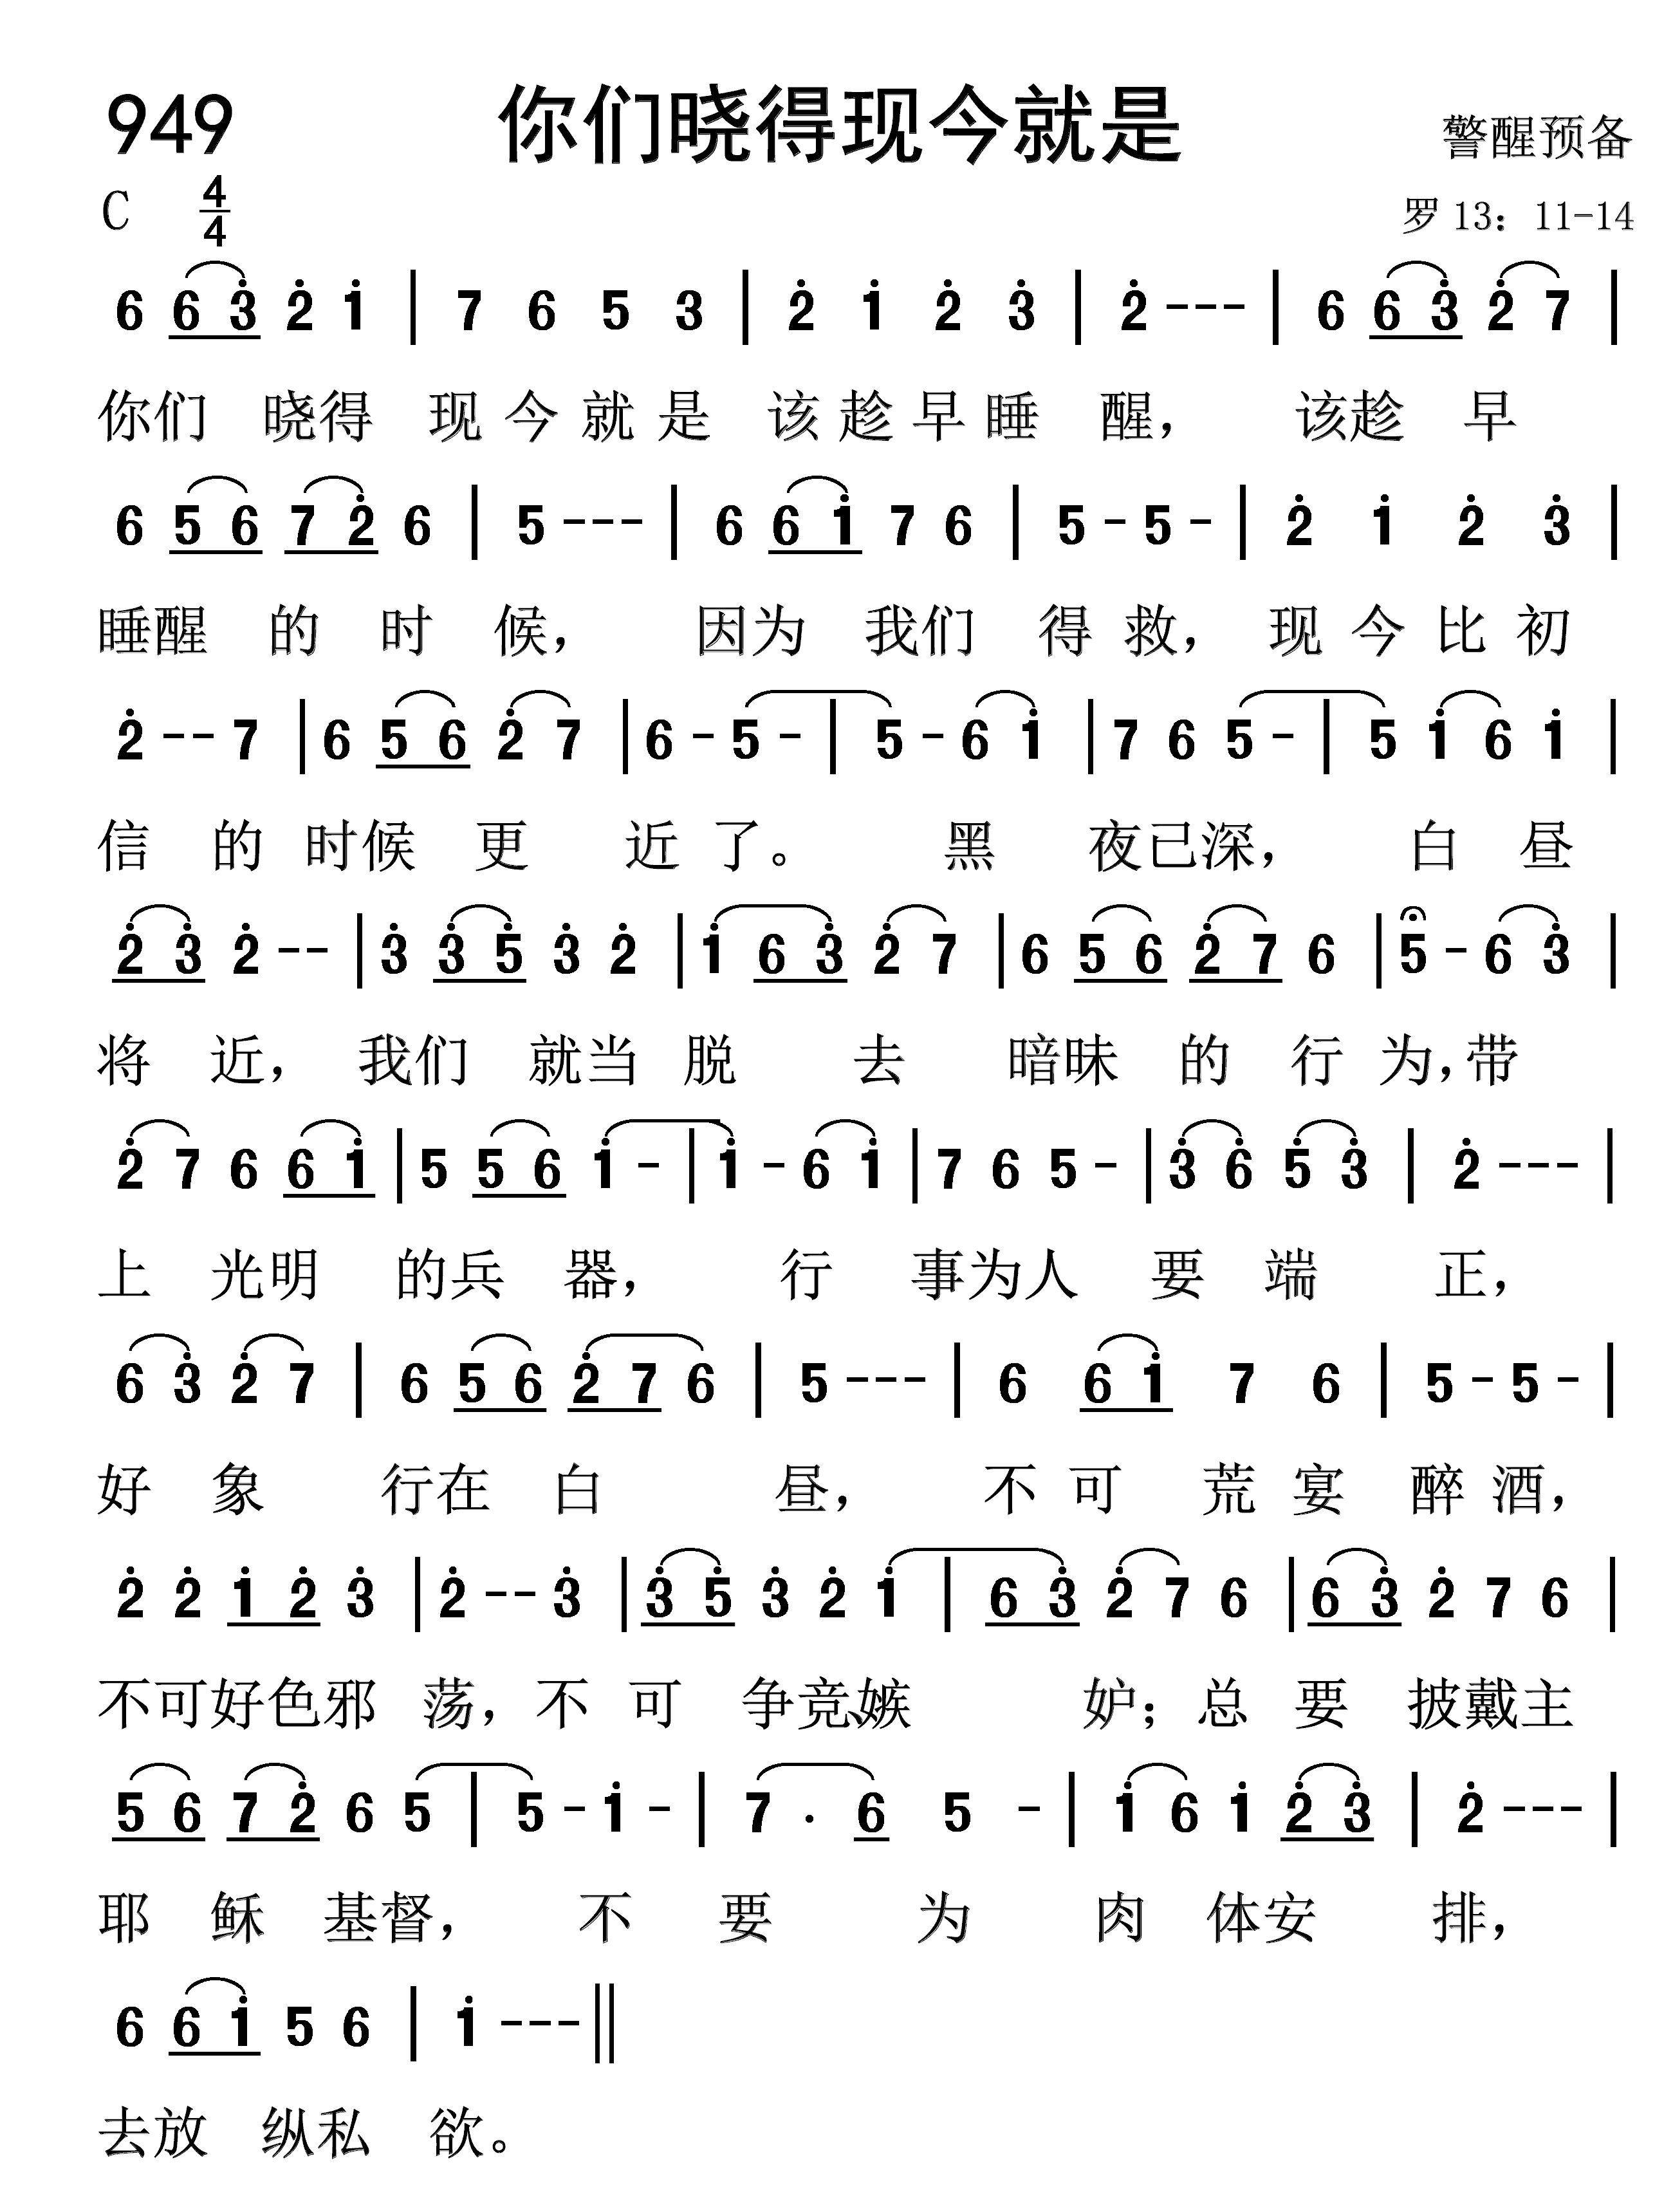 949 你们晓得现今就是 警醒预备
C 4/4 罗 13：11-14
6 6 3̇ 2̇ 1̇ | 7 6 5 3 | 2̇ 1̇ 2̇ 3̇ | 2̇ - - - | 6 6 3̇ 2̇ 7 |
你们 晓得 现 今 就 是 该 趁 早 睡 醒， 该趁 早
6 5 6 7 2̇ 6 | 5 - - - | 6 6 1̇ 7 6 | 5 - 5 - | 2̇ 1̇ 2̇ 3̇ |
睡醒 的 时 候， 因为 我们 得 救， 现 今 比 初
2̇ - - 7 | 6 5 6 2̇ 7 | 6 - 5 - | 5 - 6 1̇ | 7 6 5 - | 5 1̇ 6 1̇ |
信 的 时候 更 近 了。 黑 夜已深， 白 昼
2̇ 3̇ 2̇ - - | 3̇ 3̇ 5̇ 3̇ 2̇ | 1̇ 6 3̇ 2̇ 7 | 6 5 6 2̇ 7 6 | 5 - 6 3̇ |
将 近， 我们 就当 脱 去 暗昧 的 行 为，带
2̇ 7 6 6 1̇ | 5 5 6 1̇ - | 1̇ - 6 1̇ | 7 6 5 - | 3̇ 6̇ 5̇ 3̇ | 2̇ - - - |
上 光明 的兵 器， 行 事为人 要 端 正，
6 3̇ 2̇ 7 | 6 5 6 2̇ 7 6 | 5 - - - | 6 6 1̇ 7 6 | 5 - 5 - |
好 象 行在 白 昼， 不 可 荒 宴 醉 酒，
2̇ 2̇ 1̇ 2̇ 3̇ | 2̇ - - 3̇ | 3̇ 5̇ 3̇ 2̇ 1̇ | 6 3̇ 2̇ 7 6 | 6 3̇ 2̇ 7 6 |
不可好色邪 荡，不 可 争竞、嫉 妒；总 要 披戴主
5 6 7 2̇ 6 5 | 5 - 1̇ - | 7 . 6 5 - | 1̇ 6 1̇ 2̇ 3̇ | 2̇ - - - |
耶 稣 基督， 不 要 为 肉 体安 排，
6 6 1̇ 5 6 | 1̇ - - - ||
去放 纵私 欲。